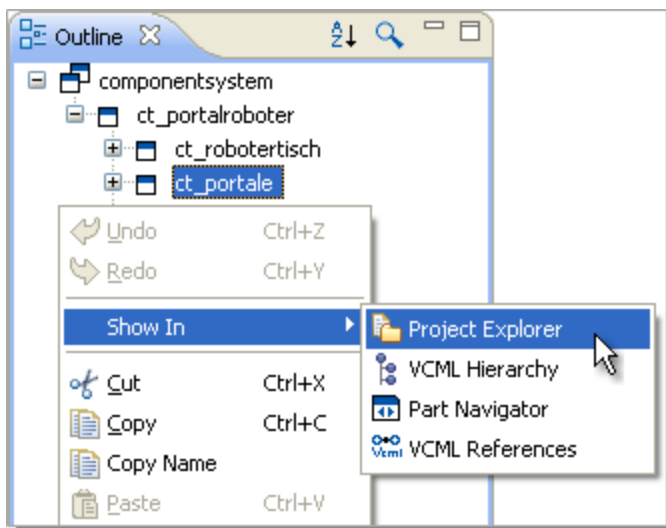 Outline
componentsystem
ct_portalroboter
ct_robotertisch
ct_portale
Undo Ctrl+Z
Redo Ctrl+Y
Show In
Project Explorer
VCML Hierarchy
Cut Ctrl+X
Part Navigator
Copy Ctrl+C
Vcml VCML References
Copy Name
Paste Ctrl+V